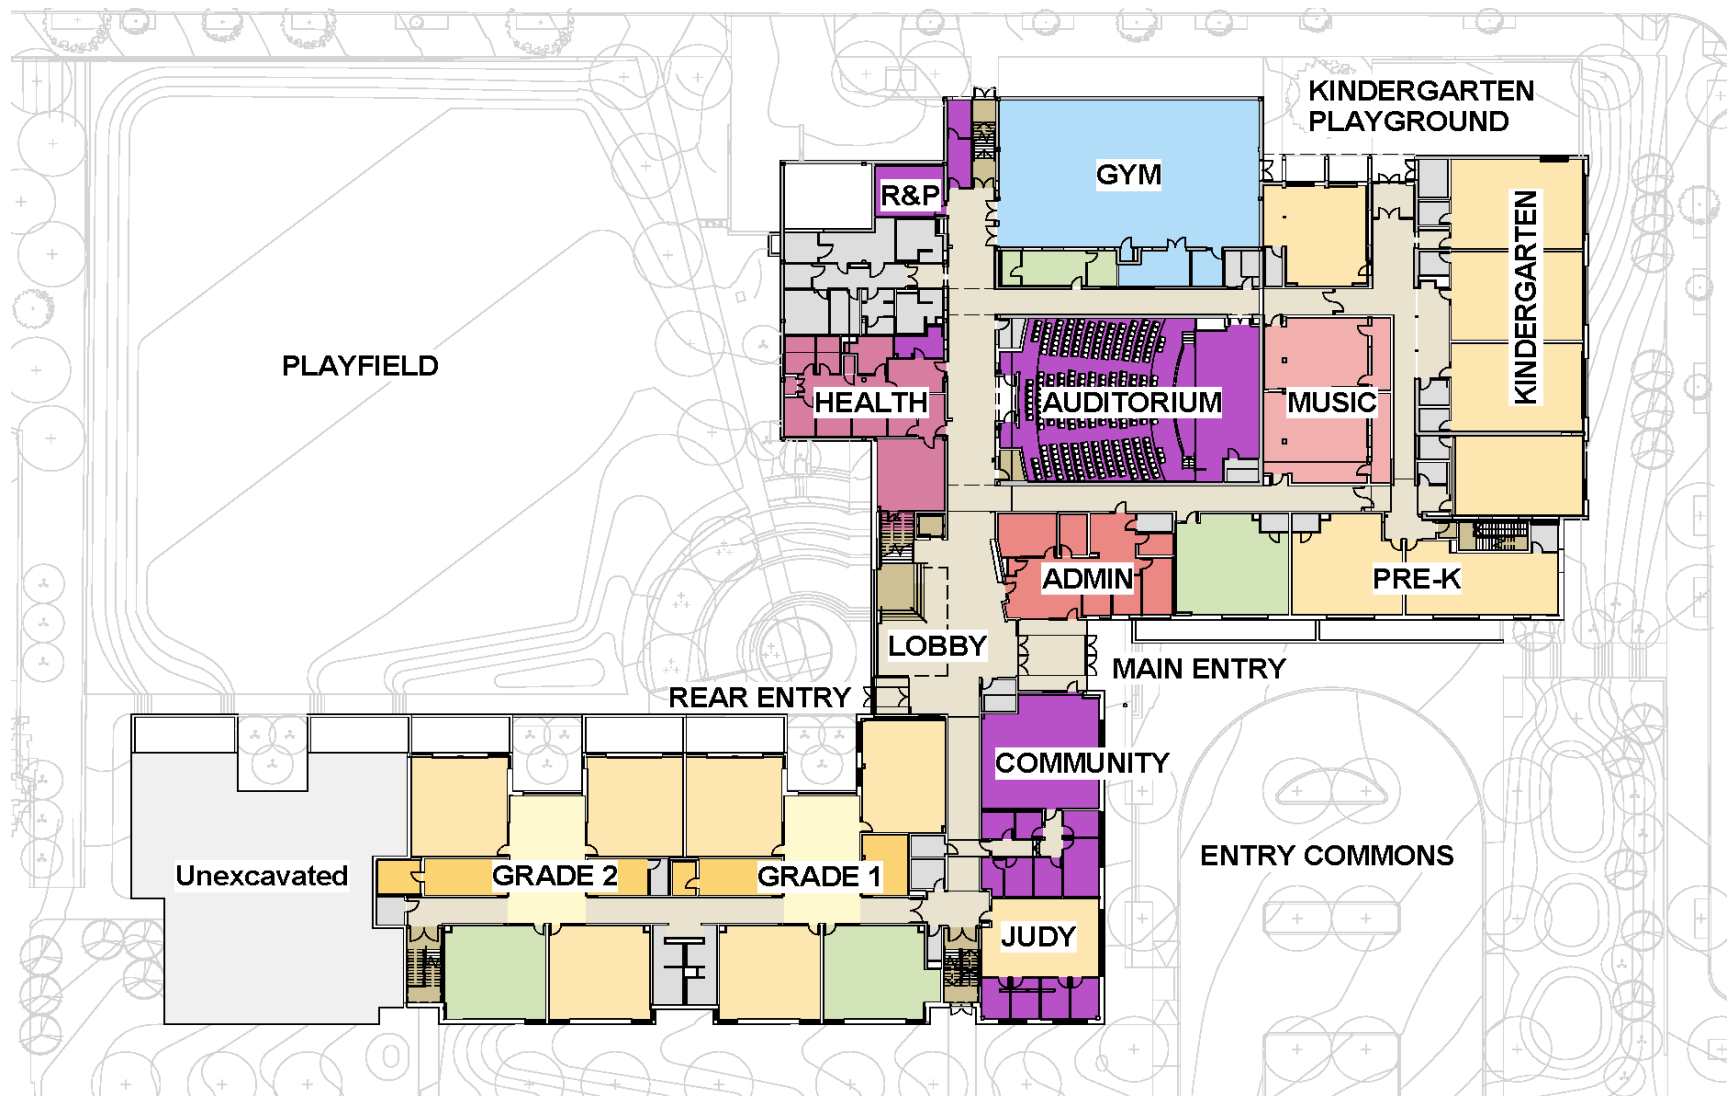 KINDERGARTEN
PLAYGROUND
GYM
R&P
KINDERGARTEN
PLAYFIELD
HEALTH
AUDITORIUM
MUSIC
ADMIN
PRE-K
LOBBY
MAIN ENTRY
REAR ENTRY
COMMUNITY
ENTRY COMMONS
Unexcavated
GRADE 2
GRADE 1
JUDY